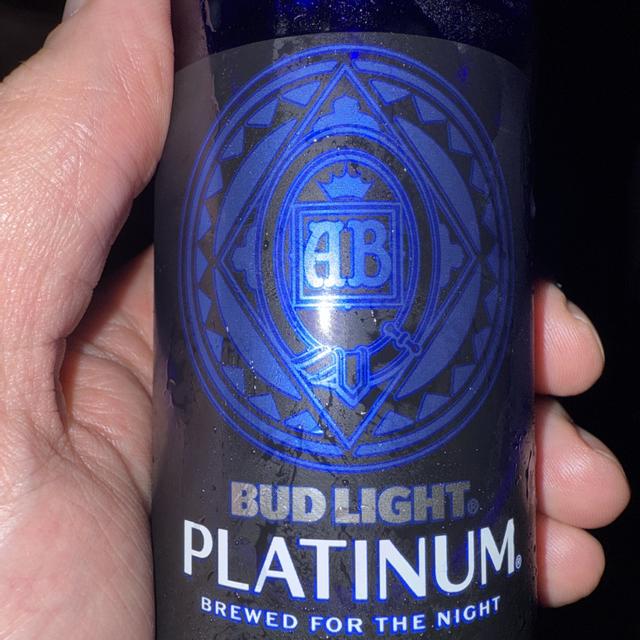 AB
BUD LIGHT®
PLATINUM®
BREWED FOR THE NIGHT